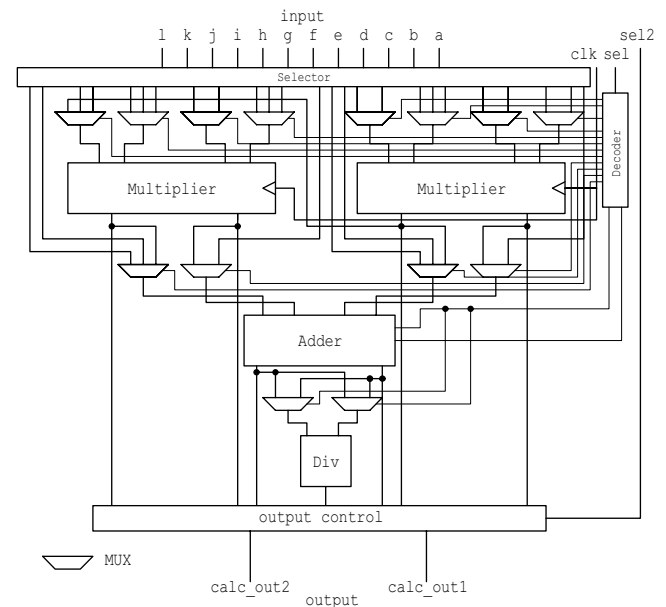 input
l k j i h g f e d c b a
sel2
clk sel
Selector
Decoder
Multiplier
Multiplier
Adder
Div
output control
MUX
calc_out2
calc_out1
output